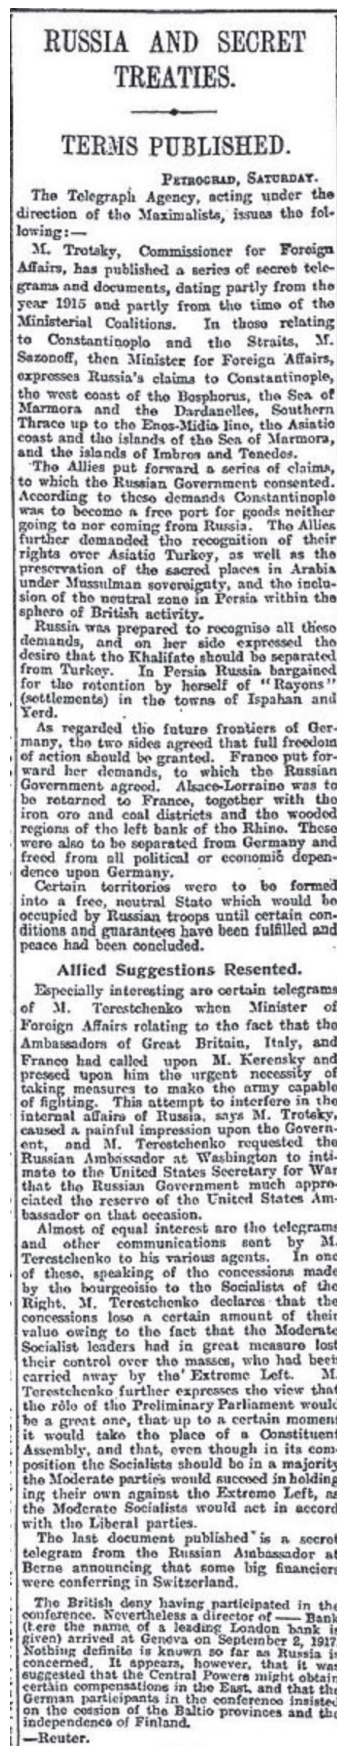 RUSSIA AND SECRET
TREATIES.
TERMS PUBLISHED.
PETROGRAD, SATURDAY.
The Telegraph Agency, acting under the
direction of the Maximalists, issues the fol-
lowing:—
M. Trotsky, Commissioner for Foreign
Affairs, has published a series of secret tele-
grams and documents, dating partly from the
year 1915 and partly from the time of the
Ministerial Coalitions. In those relating
to Constantinople and the Straits, M.
Sazonoff, then Minister for Foreign Affairs,
expresses Russia's claims to Constantinople,
the west coast of the Bosphorus, the Sea of
Marmora and the Dardanelles, Southern
Thrace up to the Enos-Midia line, the Asiatic
coast and the islands of the Sea of Marmora,
and the islands of Imbros and Tenedos.
The Allies put forward a series of claims,
to which the Russian Government consented.
According to these demands Constantinople
was to become a free port for goods neither
going to nor coming from Russia. The Allies
further demanded the recognition of their
rights over Asiatic Turkey, as well as the
preservation of the sacred places in Arabia
under Mussulman sovereignty, and the inclu-
sion of the neutral zone in Persia within the
sphere of British activity.
Russia was prepared to recognise all these
demands, and on her side expressed the
desire that the Khalifate should be separated
from Turkey. In Persia Russia bargained
for the retention by herself of "Rayons"
(settlements) in the towns of Ispahan and
Yerd.
As regarded the future frontiers of Ger-
many, the two sides agreed that full freedom
of action should be granted. France put for-
ward her demands, to which the Russian
Government agreed. Alsace-Lorraine was to
be returned to France, together with the
iron ore and coal districts and the wooded
regions of the left bank of the Rhine. These
were also to be separated from Germany and
freed from all political or economic depen-
dence upon Germany.
Certain territories were to be formed
into a free, neutral State which would be
occupied by Russian troops until certain con-
ditions and guarantees have been fulfilled and
peace had been concluded.
Allied Suggestions Resented.
Especially interesting are certain telegrams
of M. Terestchenko when Minister of
Foreign Affairs relating to the fact that the
Ambassadors of Great Britain, Italy, and
France had called upon M. Kerensky and
pressed upon him the urgent necessity of
taking measures to make the army capable
of fighting. This attempt to interfere in the
internal affairs of Russia, says M. Trotsky,
caused a painful impression upon the Govern-
ent, and M. Terestchenko requested the
Russian Ambassador at Washington to inti-
mate to the United States Secretary for War
that the Russian Government much appre-
ciated the reserve of the United States Am-
bassador on that occasion.
Almost of equal interest are the telegrams
and other communications sent by M.
Terestchenko to his various agents. In one
of these, speaking of the concessions made
by the bourgeoisie to the Socialists of the
Right, M. Terestchenko declares that the
concessions lose a certain amount of their
value owing to the fact that the Moderate
Socialist leaders had in great measure lost
their control over the masses, who had been
carried away by the Extreme Left. M.
Terestchenko further expresses the view that
the rôle of the Preliminary Parliament would
be a great one, that up to a certain moment
it would take the place of a Constituent
Assembly, and that, even though in its com-
position the Socialists should be in a majority
the Moderate parties would succeed in holding
ing their own against the Extreme Left, as
the Moderate Socialists would act in accord
with the Liberal parties.
The last document published is a secret
telegram from the Russian Ambassador at
Berne announcing that some big financiers
were conferring in Switzerland.
The British deny having participated in the
conference. Nevertheless a director of —— Bank
(here the name of a leading London bank is
given) arrived at Geneva on September 2, 1917.
Nothing definite is known so far as Russia is
concerned. It appears, however, that it was
suggested that the Central Powers might obtain
certain compensations in the East, and that the
German participants in the conference insisted
on the cession of the Baltic provinces and the
independence of Finland.
—Reuter.